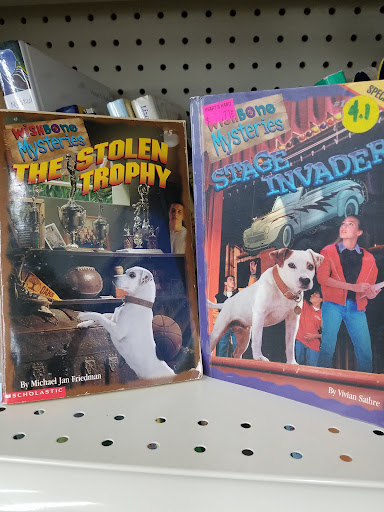 WISHBONE
Mysteries
#5
THE STOLEN
TROPHY
By Michael Jan Friedman
SCHOLASTIC
WISHBONE
Mysteries
4.1
STAGE INVADER
By Vivian Sathre